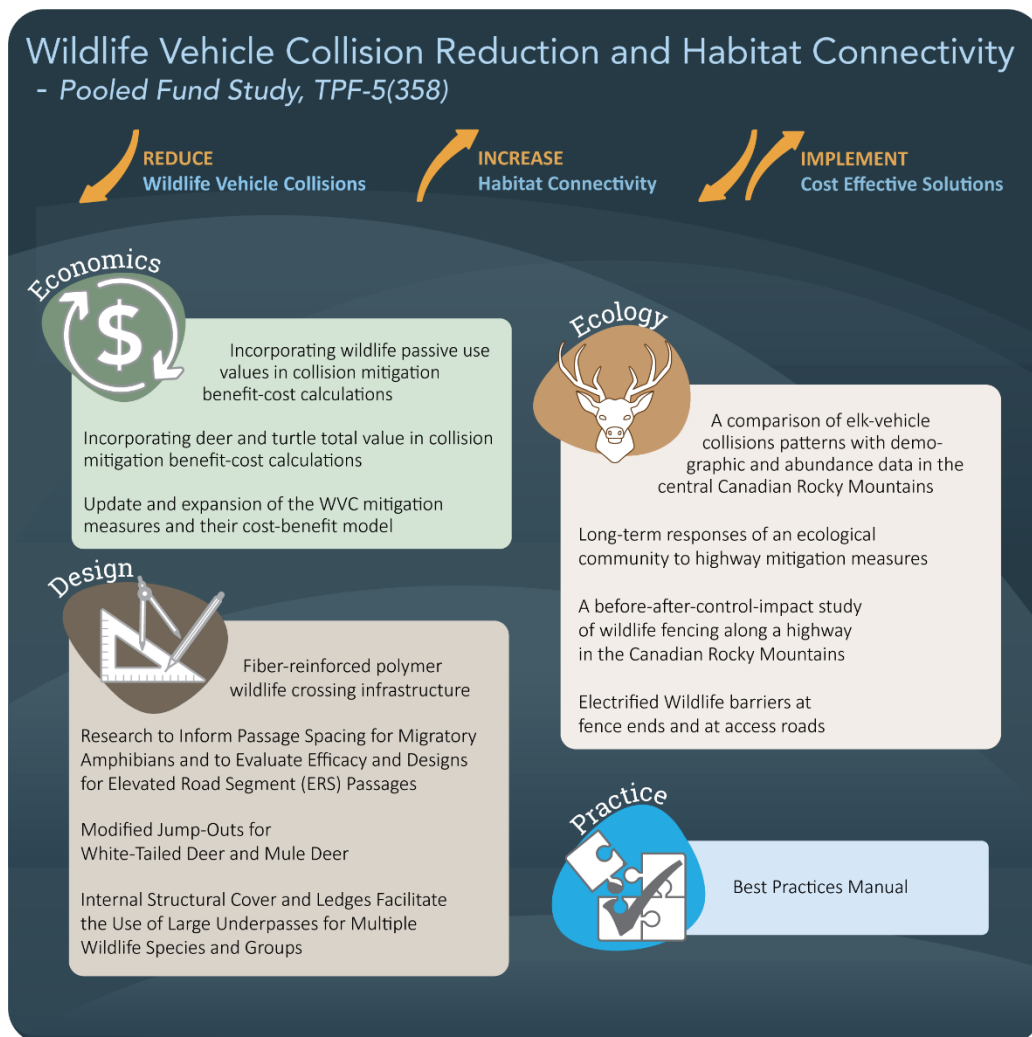 Wildlife Vehicle Collision Reduction and Habitat Connectivity
- Pooled Fund Study, TPF-5(358)
REDUCE
Wildlife Vehicle Collisions
INCREASE
Habitat Connectivity
IMPLEMENT
Cost Effective Solutions
Economics
$
Incorporating wildlife passive use
values in collision mitigation
benefit-cost calculations
Incorporating deer and turtle total value in collision
mitigation benefit-cost calculations
Update and expansion of the WVC mitigation
measures and their cost-benefit model
Design
Fiber-reinforced polymer
wildlife crossing infrastructure
Research to Inform Passage Spacing for Migratory
Amphibians and to Evaluate Efficacy and Designs
for Elevated Road Segment (ERS) Passages
Modified Jump-Outs for
White-Tailed Deer and Mule Deer
Internal Structural Cover and Ledges Facilitate
the Use of Large Underpasses for Multiple
Wildlife Species and Groups
Ecology
A comparison of elk-vehicle
collisions patterns with demo-
graphic and abundance data in the
central Canadian Rocky Mountains
Long-term responses of an ecological
community to highway mitigation measures
A before-after-control-impact study
of wildlife fencing along a highway
in the Canadian Rocky Mountains
Electrified Wildlife barriers at
fence ends and at access roads
Practice
Best Practices Manual